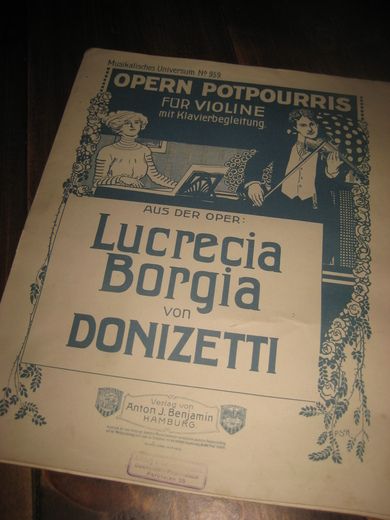 Musikalisches Universum No 959.
OPERN POTPOURRIS
FÜR VIOLINE
mit Klavierbegleitung
AUS DER OPER:
Lucrecia
Borgia
von
DONIZETTI
Verlag von
Anton J. Benjamin
HAMBURG